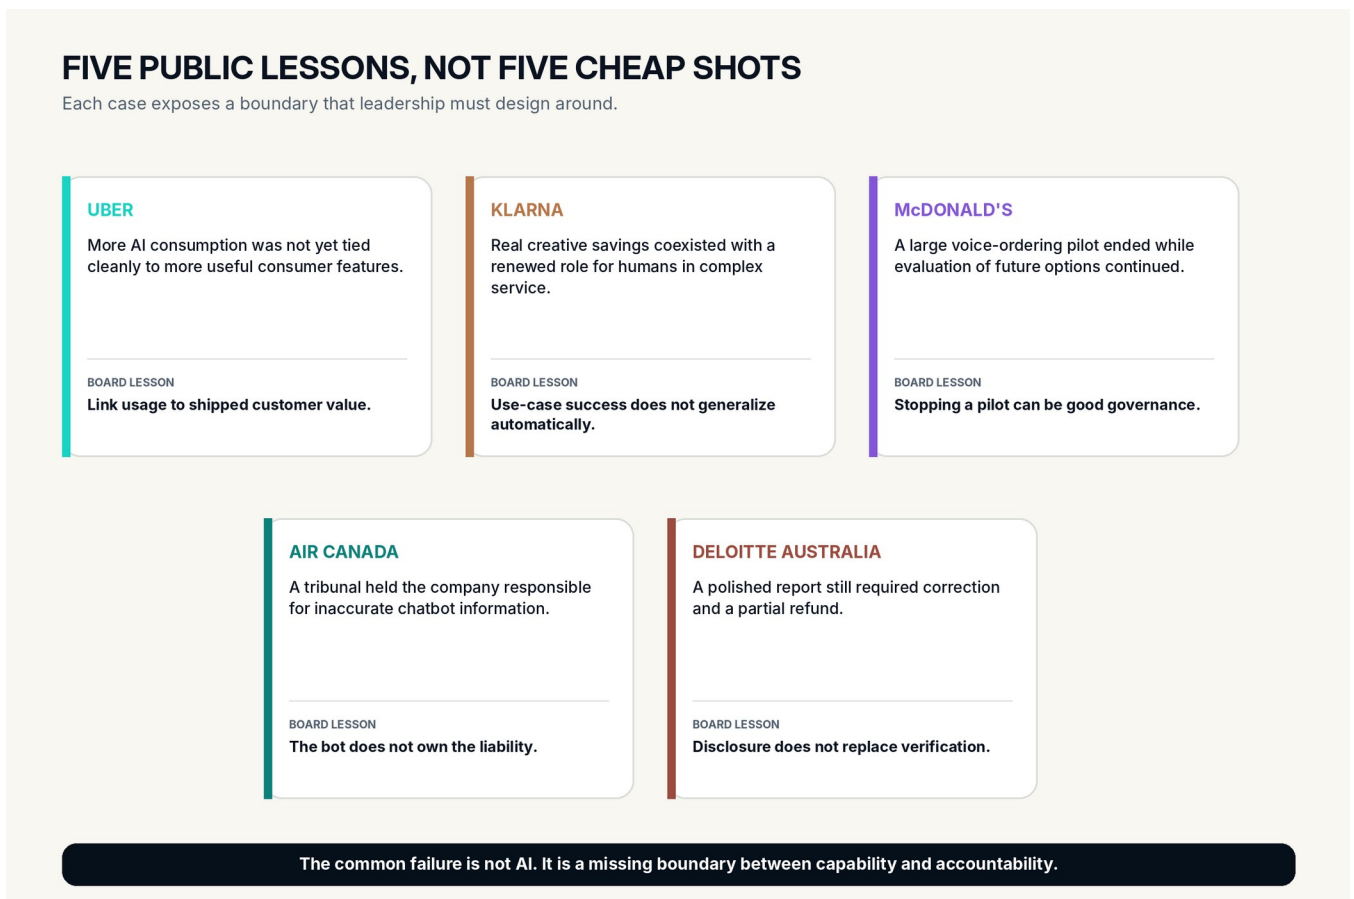 FIVE PUBLIC LESSONS, NOT FIVE CHEAP SHOTS
Each case exposes a boundary that leadership must design around.
UBER
More AI consumption was not yet tied
cleanly to more useful consumer features.
BOARD LESSON
Link usage to shipped customer value.
KLARNA
Real creative savings coexisted with a
renewed role for humans in complex
service.
BOARD LESSON
Use-case success does not generalize
automatically.
McDONALD'S
A large voice-ordering pilot ended while
evaluation of future options continued.
BOARD LESSON
Stopping a pilot can be good governance.
AIR CANADA
A tribunal held the company responsible
for inaccurate chatbot information.
BOARD LESSON
The bot does not own the liability.
DELOITTE AUSTRALIA
A polished report still required correction
and a partial refund.
BOARD LESSON
Disclosure does not replace verification.
The common failure is not AI. It is a missing boundary between capability and accountability.